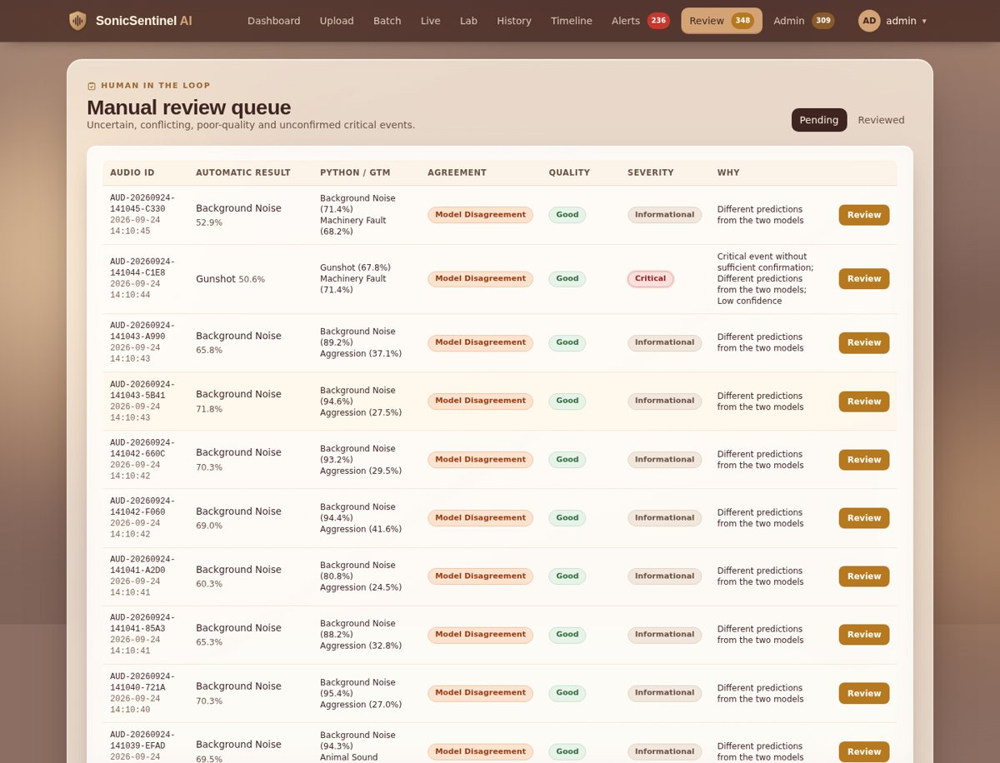 SonicSentinel AI
Dashboard
Upload
Batch
Live
Lab
History
Timeline
Alerts 236
Review 348
Admin 309
AD admin ▾
HUMAN IN THE LOOP
Manual review queue
Uncertain, conflicting, poor-quality and unconfirmed critical events.
Pending
Reviewed
AUDIO ID
AUTOMATIC RESULT
PYTHON / GTM
AGREEMENT
QUALITY
SEVERITY
WHY
AUD-20260924-
141045-C330
2026-09-24
14:10:45
Background Noise
52.9%
Background Noise
(71.4%)
Machinery Fault
(68.2%)
Model Disagreement
Good
Informational
Different predictions
from the two models
Review
AUD-20260924-
141044-C1E8
2026-09-24
14:10:44
Gunshot 50.6%
Gunshot (67.8%)
Machinery Fault
(71.4%)
Model Disagreement
Good
Critical
Critical event without
sufficient confirmation;
Different predictions
from the two models;
Low confidence
Review
AUD-20260924-
141043-A990
2026-09-24
14:10:43
Background Noise
65.8%
Background Noise
(89.2%)
Aggression (37.1%)
Model Disagreement
Good
Informational
Different predictions
from the two models
Review
AUD-20260924-
141043-5B41
2026-09-24
14:10:43
Background Noise
71.8%
Background Noise
(94.6%)
Aggression (27.5%)
Model Disagreement
Good
Informational
Different predictions
from the two models
Review
AUD-20260924-
141042-660C
2026-09-24
14:10:42
Background Noise
70.3%
Background Noise
(93.2%)
Aggression (29.5%)
Model Disagreement
Good
Informational
Different predictions
from the two models
Review
AUD-20260924-
141042-F060
2026-09-24
14:10:42
Background Noise
69.0%
Background Noise
(94.4%)
Aggression (41.6%)
Model Disagreement
Good
Informational
Different predictions
from the two models
Review
AUD-20260924-
141041-A2D0
2026-09-24
14:10:41
Background Noise
60.3%
Background Noise
(80.8%)
Aggression (24.5%)
Model Disagreement
Good
Informational
Different predictions
from the two models
Review
AUD-20260924-
141041-85A3
2026-09-24
14:10:41
Background Noise
65.3%
Background Noise
(88.2%)
Aggression (32.8%)
Model Disagreement
Good
Informational
Different predictions
from the two models
Review
AUD-20260924-
141040-721A
2026-09-24
14:10:40
Background Noise
70.3%
Background Noise
(95.4%)
Aggression (27.0%)
Model Disagreement
Good
Informational
Different predictions
from the two models
Review
AUD-20260924-
141039-EFAD
2026-09-24
Background Noise
69.5%
Background Noise
(94.3%)
Animal Sound
Model Disagreement
Good
Informational
Different predictions
from the two models
Review